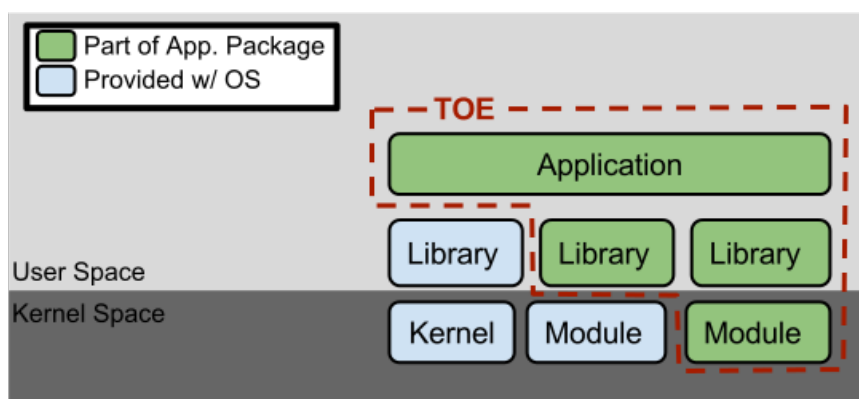 Part of App. Package
Provided w/ OS
TOE
Application
Library Library Library
User Space
Kernel Space
Kernel Module Module